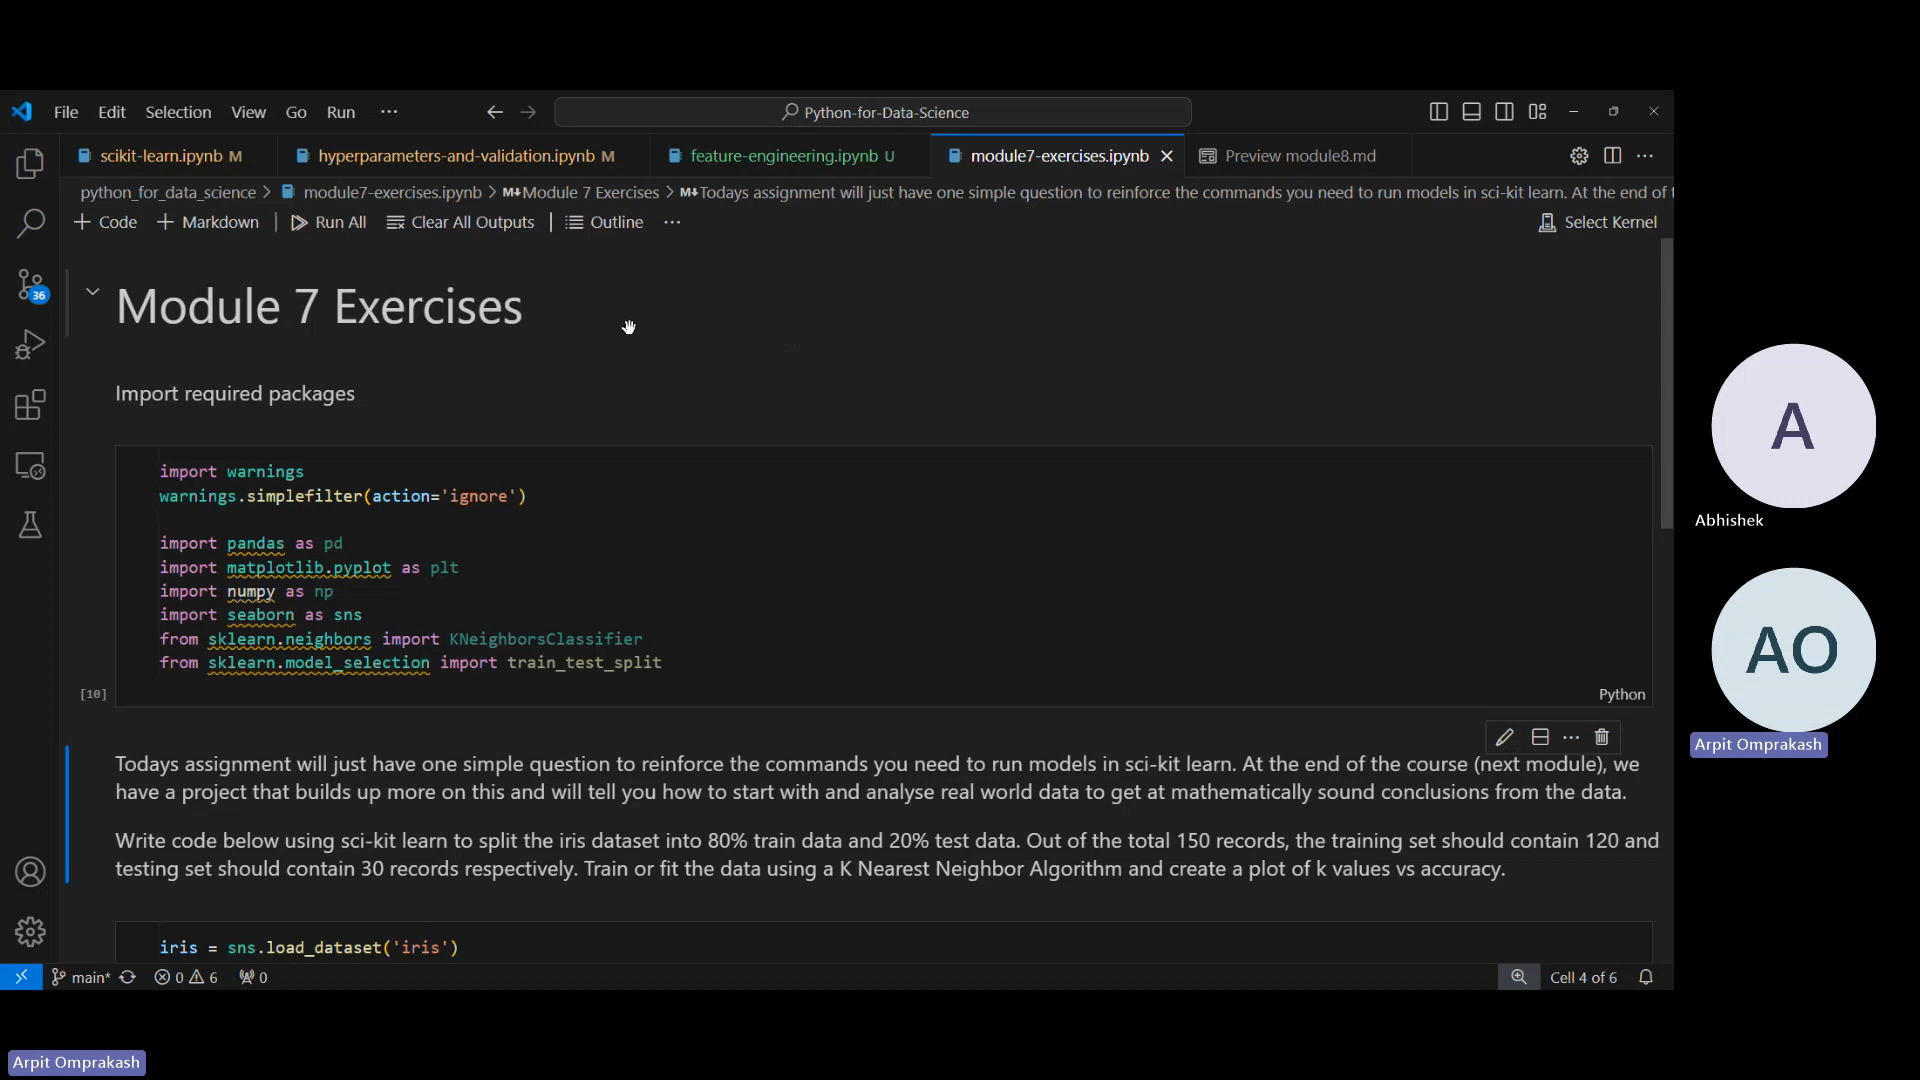 File Edit Selection View Go Run ··· Python-for-Data-Science
scikit-learn.ipynb M hyperparameters-and-validation.ipynb M feature-engineering.ipynb U module7-exercises.ipynb Preview module8.md
python_for_data_science > module7-exercises.ipynb > M↓Module 7 Exercises > M↓Todays assignment will just have one simple question to reinforce the commands you need to run models in sci-kit learn. At the end of
+ Code + Markdown Run All Clear All Outputs Outline ··· Select Kernel
36
Module 7 Exercises
Import required packages
import warnings
warnings.simplefilter(action='ignore')
import pandas as pd
import matplotlib.pyplot as plt
import numpy as np
import seaborn as sns
from sklearn.neighbors import KNeighborsClassifier
from sklearn.model_selection import train_test_split
[10] Python
Todays assignment will just have one simple question to reinforce the commands you need to run models in sci-kit learn. At the end of the course (next module), we
have a project that builds up more on this and will tell you how to start with and analyse real world data to get at mathematically sound conclusions from the data.
Write code below using sci-kit learn to split the iris dataset into 80% train data and 20% test data. Out of the total 150 records, the training set should contain 120 and
testing set should contain 30 records respectively. Train or fit the data using a K Nearest Neighbor Algorithm and create a plot of k values vs accuracy.
iris = sns.load_dataset('iris')
main* 0 6 0 Cell 4 of 6
A
Abhishek
AO
Arpit Omprakash
Arpit Omprakash